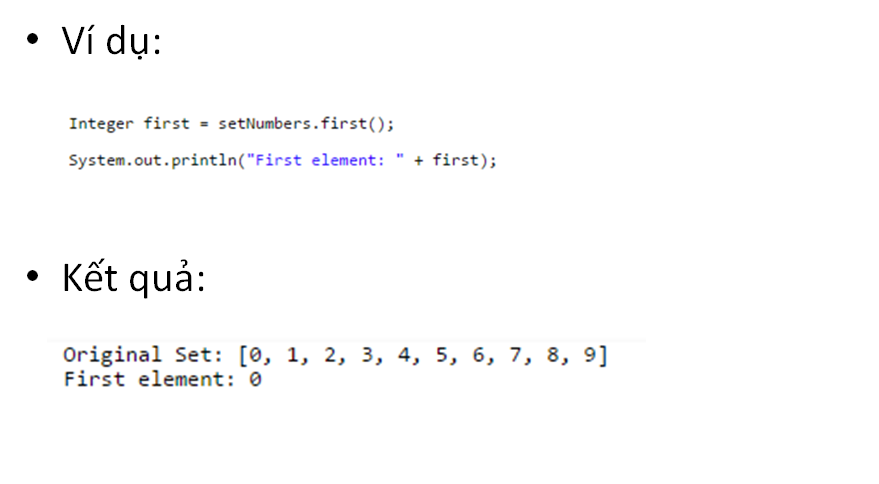 • Ví dụ:
Integer first = setNumbers.first();
System.out.println("First element: " + first);
• Kết quả:
Original Set: [0, 1, 2, 3, 4, 5, 6, 7, 8, 9]
First element: 0